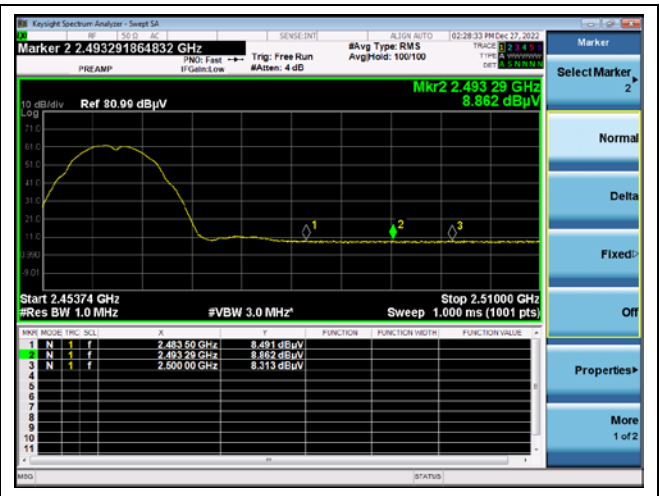 Keysight Spectrum Analyzer - Swept SA
RF 50 Ω AC SENSE:INT ALIGN AUTO 02:28:33 PM Dec 27, 2022
Marker 2 2.493291864832 GHz
PREAMP
PNO: Fast
IFGain:Low
Trig: Free Run
#Atten: 4 dB
#Avg Type: RMS
Avg|Hold: 100/100
TRACE 1 2 3 4 5 6
TYPE
DET A S N N N N
Mkr2 2.493 29 GHz
8.862 dBµV
10 dB/div Ref 80.99 dBµV
Log
71.0
61.0
51.0
41.0
31.0
21.0
11.0
0.990
-9.01
1
2
3
Start 2.45374 GHz Stop 2.51000 GHz
#Res BW 1.0 MHz #VBW 3.0 MHz* Sweep 1.000 ms (1001 pts)
MKR MODE TRC SCL X Y FUNCTION FUNCTION WIDTH FUNCTION VALUE
1 N 1 f 2.483 50 GHz 8.491 dBµV
2 N 1 f 2.493 29 GHz 8.862 dBµV
3 N 1 f 2.500 00 GHz 8.313 dBµV
4
5
6
7
8
9
10
11
MSG STATUS
Marker
Select Marker
2
Normal
Delta
Fixed
Off
Properties
More
1 of 2